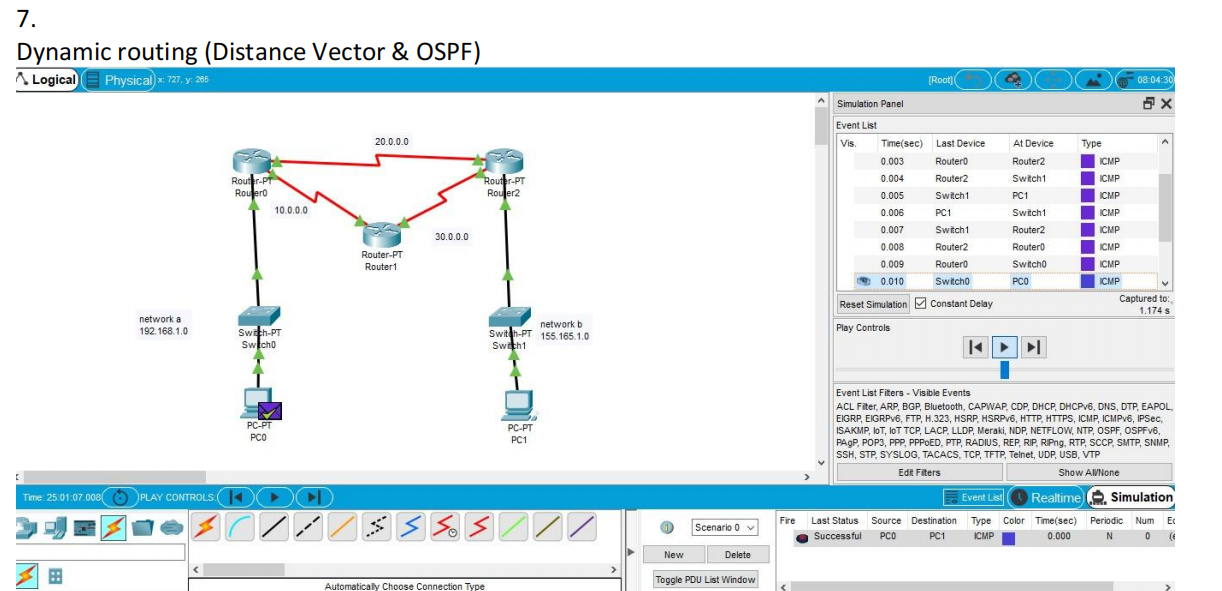 7.
Dynamic routing (Distance Vector & OSPF)
Logical Physical x: 727, y: 265 [Root] 08:04:30
Simulation Panel
Event List
Vis. Time(sec) Last Device At Device Type
0.003 Router0 Router2 ICMP
0.004 Router2 Switch1 ICMP
0.005 Switch1 PC1 ICMP
0.006 PC1 Switch1 ICMP
0.007 Switch1 Router2 ICMP
0.008 Router2 Router0 ICMP
0.009 Router0 Switch0 ICMP
0.010 Switch0 PC0 ICMP
Reset Simulation Constant Delay Captured to:
1.174 s
Play Controls
Event List Filters - Visible Events
ACL Filter, ARP, BGP, Bluetooth, CAPWAP, CDP, DHCP, DHCPv6, DNS, DTP, EAPOL,
EIGRP, EIGRPv6, FTP, H.323, HSRP, HSRPv6, HTTP, HTTPS, ICMP, ICMPv6, IPSec,
ISAKMP, IoT, IoT TCP, LACP, LLDP, Meraki, NDP, NETFLOW, NTP, OSPF, OSPFv6,
PAgP, POP3, PPP, PPPoED, PTP, RADIUS, REP, RIP, RIPng, RTP, SCCP, SMTP, SNMP,
SSH, STP, SYSLOG, TACACS, TCP, TFTP, Telnet, UDP, USB, VTP
Edit Filters Show All/None
20.0.0.0
Router-PT
Router0
Router-PT
Router2
10.0.0.0
30.0.0.0
Router-PT
Router1
network a
192.168.1.0
Switch-PT
Switch0
Switch-PT
Switch1
network b
155.165.1.0
PC-PT
PC0
PC-PT
PC1
Time: 25:01:07.008 PLAY CONTROLS: Event List Realtime Simulation
Scenario 0
New Delete
Toggle PDU List Window
Fire Last Status Source Destination Type Color Time(sec) Periodic Num
Successful PC0 PC1 ICMP 0.000 N 0
Automatically Choose Connection Type